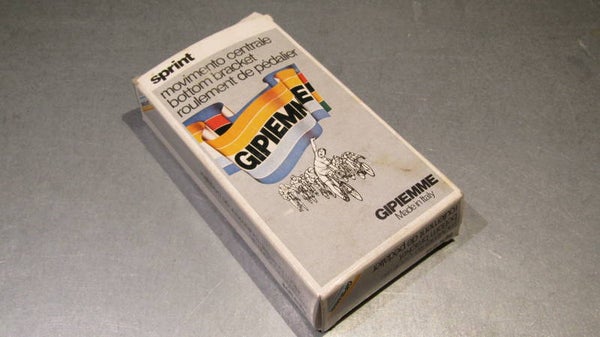 sprint
movimento centrale
bottom bracket
roulement de pédalier
GIPIEMME
GIPIEMME
Made in Italy